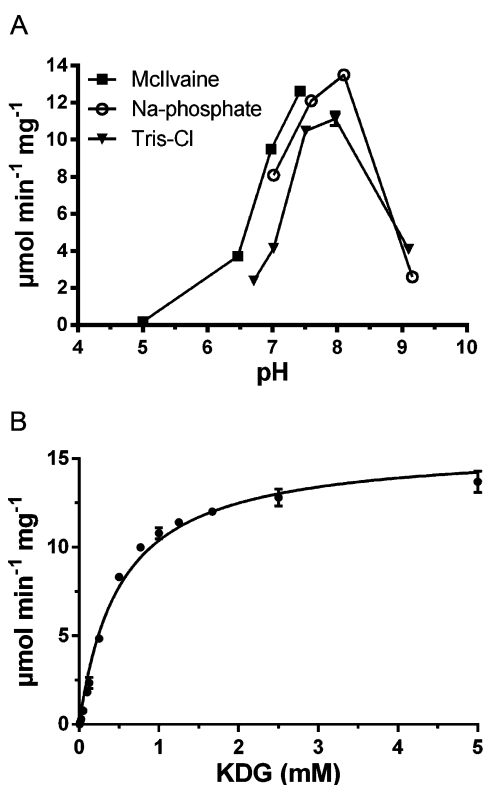 A
14
12
10
8
6
4
2
0
µmol min-1 mg-1
McIlvaine
Na-phosphate
Tris-Cl
4 5 6 7 8 9 10
pH
B
15
10
5
0
µmol min-1 mg-1
0 1 2 3 4 5
KDG (mM)